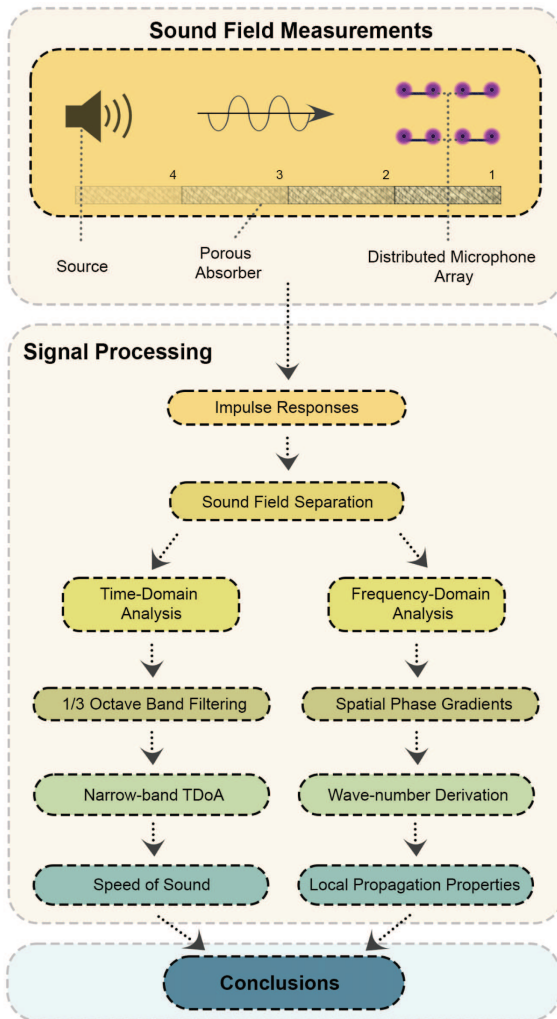 Sound Field Measurements
4 3 2 1
Source
Porous
Absorber
Distributed Microphone
Array
Signal Processing
Impulse Responses
Sound Field Separation
Time-Domain
Analysis
Frequency-Domain
Analysis
1/3 Octave Band Filtering
Spatial Phase Gradients
Narrow-band TDoA
Wave-number Derivation
Speed of Sound
Local Propagation Properties
Conclusions